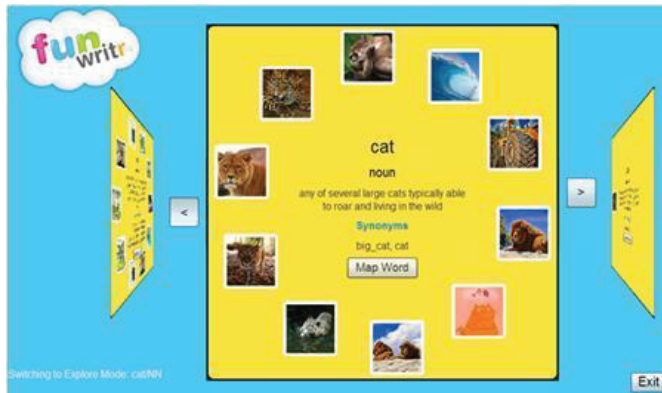 fun
writr
cat
noun
any of several large cats typically able
to roar and living in the wild
Synonyms
big_cat, cat
Map Word
<
>
Switching to Explore Mode: cat/NN
Exit